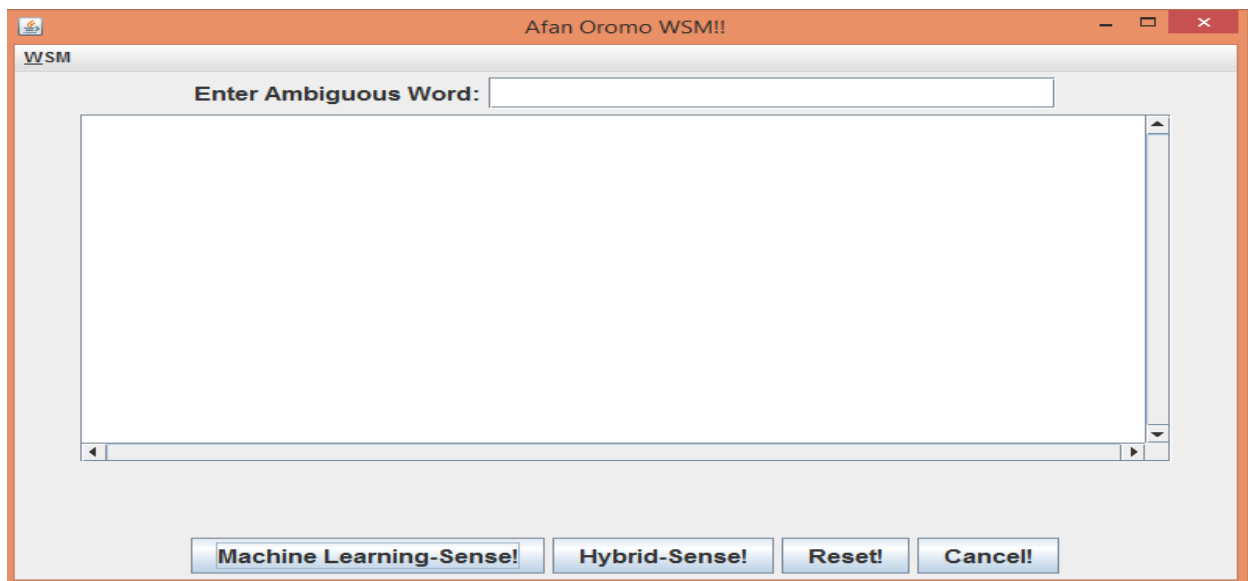 Afan Oromo WSM!!
WSM
Enter Ambiguous Word:
Machine Learning-Sense! Hybrid-Sense! Reset! Cancel!